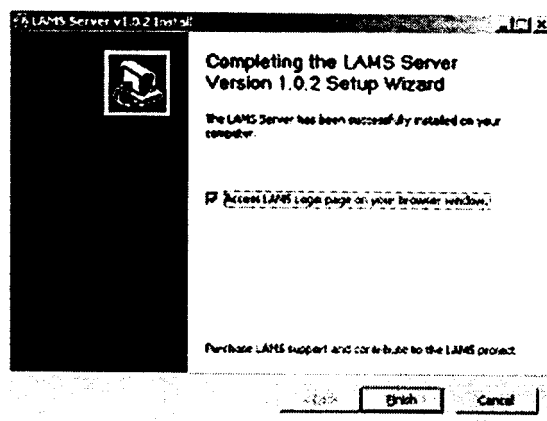 LAMS Server v1.0.2 Install
Completing the LAMS Server
Version 1.0.2 Setup Wizard
The LAMS Server has been successfully installed on your
computer.
Access LAMS Login page on your browser window.
Purchase LAMS support and contribute to the LAMS project
< Back
Finish
Cancel